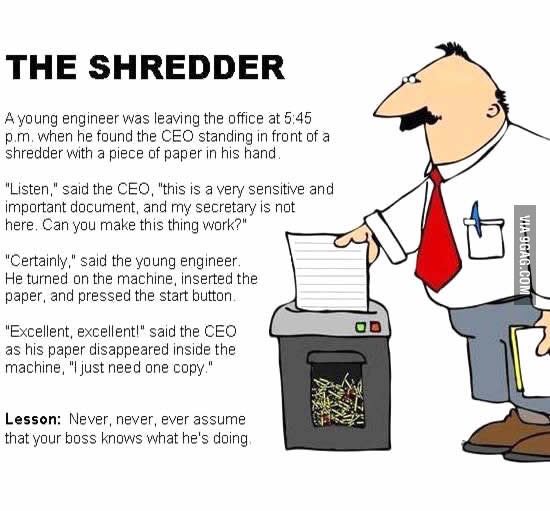 THE SHREDDER
A young engineer was leaving the office at 5:45
p.m. when he found the CEO standing in front of a
shredder with a piece of paper in his hand.
"Listen," said the CEO, "this is a very sensitive and
important document, and my secretary is not
here. Can you make this thing work?"
"Certainly," said the young engineer.
He turned on the machine, inserted the
paper, and pressed the start button.
"Excellent, excellent!" said the CEO
as his paper disappeared inside the
machine, "I just need one copy."
Lesson: Never, never, ever assume
that your boss knows what he's doing.
VIA 9GAG.COM